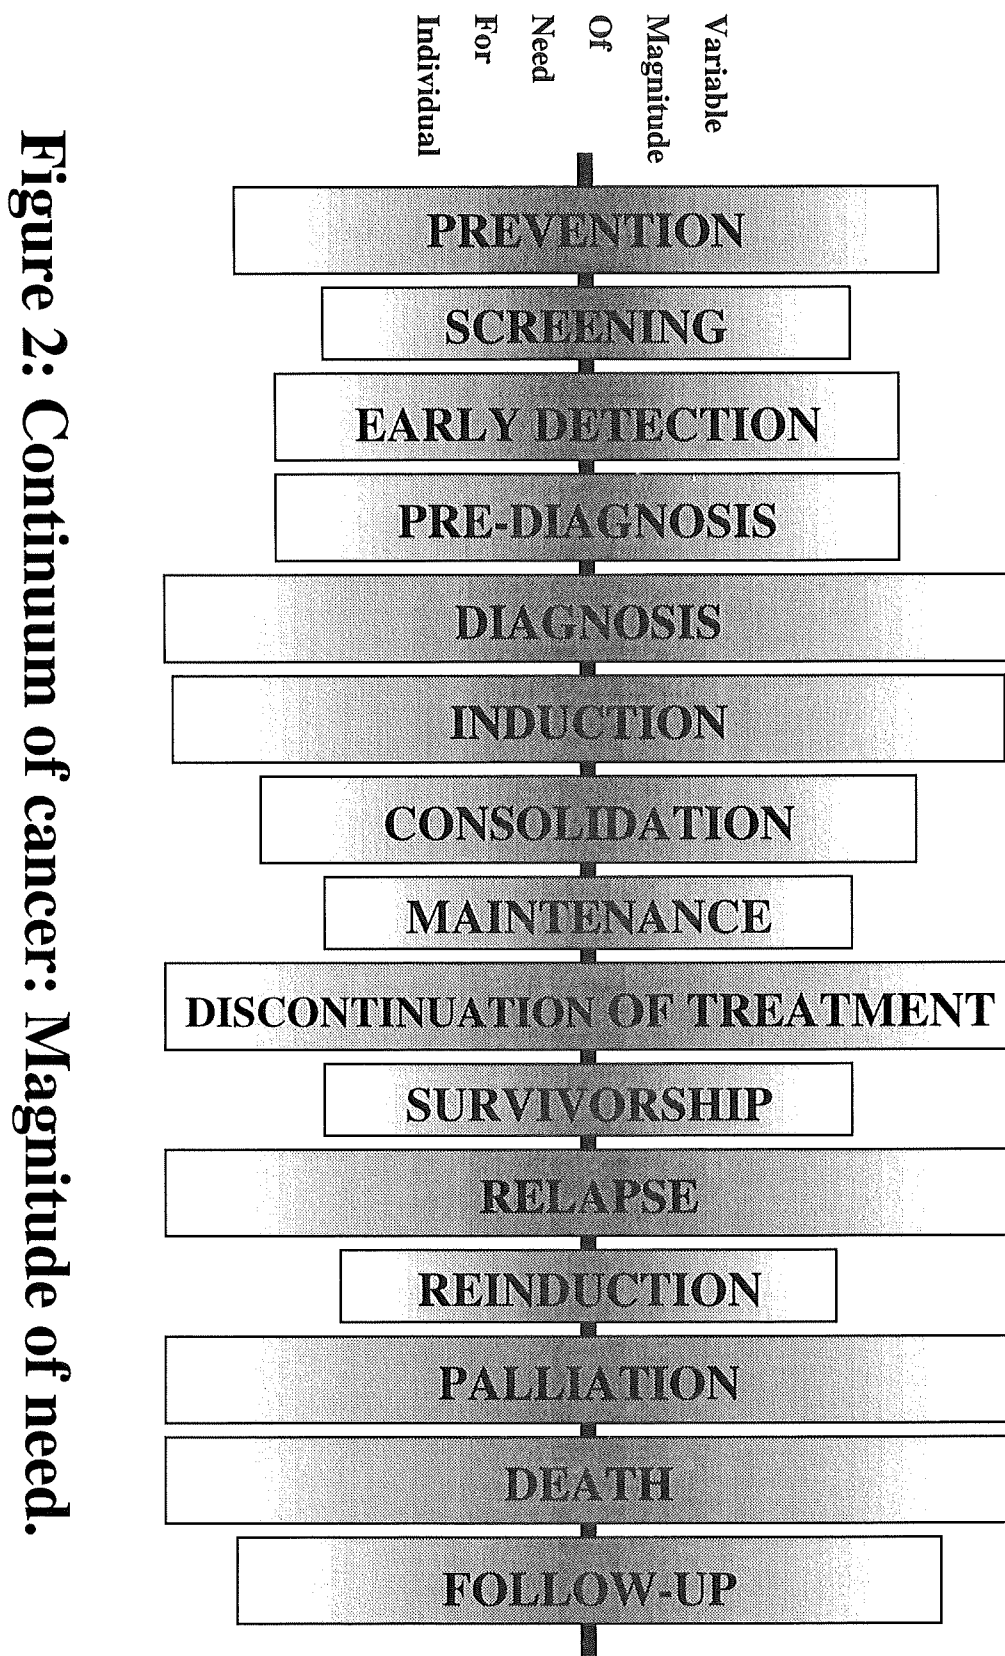 Variable
Magnitude
Of
Need
For
Individual
PREVENTION
SCREENING
EARLY DETECTION
PRE-DIAGNOSIS
DIAGNOSIS
INDUCTION
CONSOLIDATION
MAINTENANCE
DISCONTINUATION OF TREATMENT
SURVIVORSHIP
RELAPSE
REINDUCTION
PALLIATION
DEATH
FOLLOW-UP
Figure 2: Continuum of cancer: Magnitude of need.